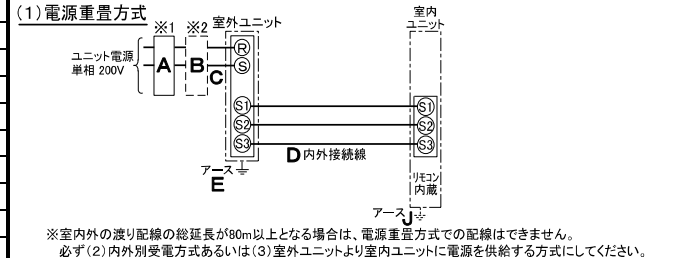 (1)電源重畳方式
※1 ※2 室外ユニット
室内
ユニット
ユニット電源
単相 200V
A B C
R
S
S1 S1
S2 S2
S3 S3
D 内外接続線
アース
E
リモコン
内蔵
アース J
※室内外の渡り配線の総延長が80m以上となる場合は、電源重畳方式での配線はできません。
必ず(2)内外別受電方式あるいは(3)室外ユニットより室内ユニットに電源を供給する方式にしてください。